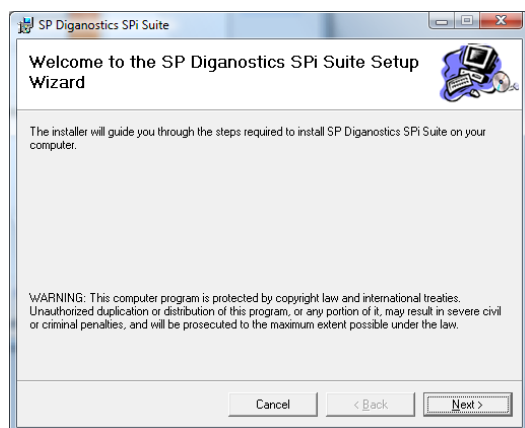 SP Diganostics SPi Suite
Welcome to the SP Diganostics SPi Suite Setup
Wizard
The installer will guide you through the steps required to install SP Diganostics SPi Suite on your
computer.
WARNING: This computer program is protected by copyright law and international treaties.
Unauthorized duplication or distribution of this program, or any portion of it, may result in severe civil
or criminal penalties, and will be prosecuted to the maximum extent possible under the law.
Cancel < Back Next >